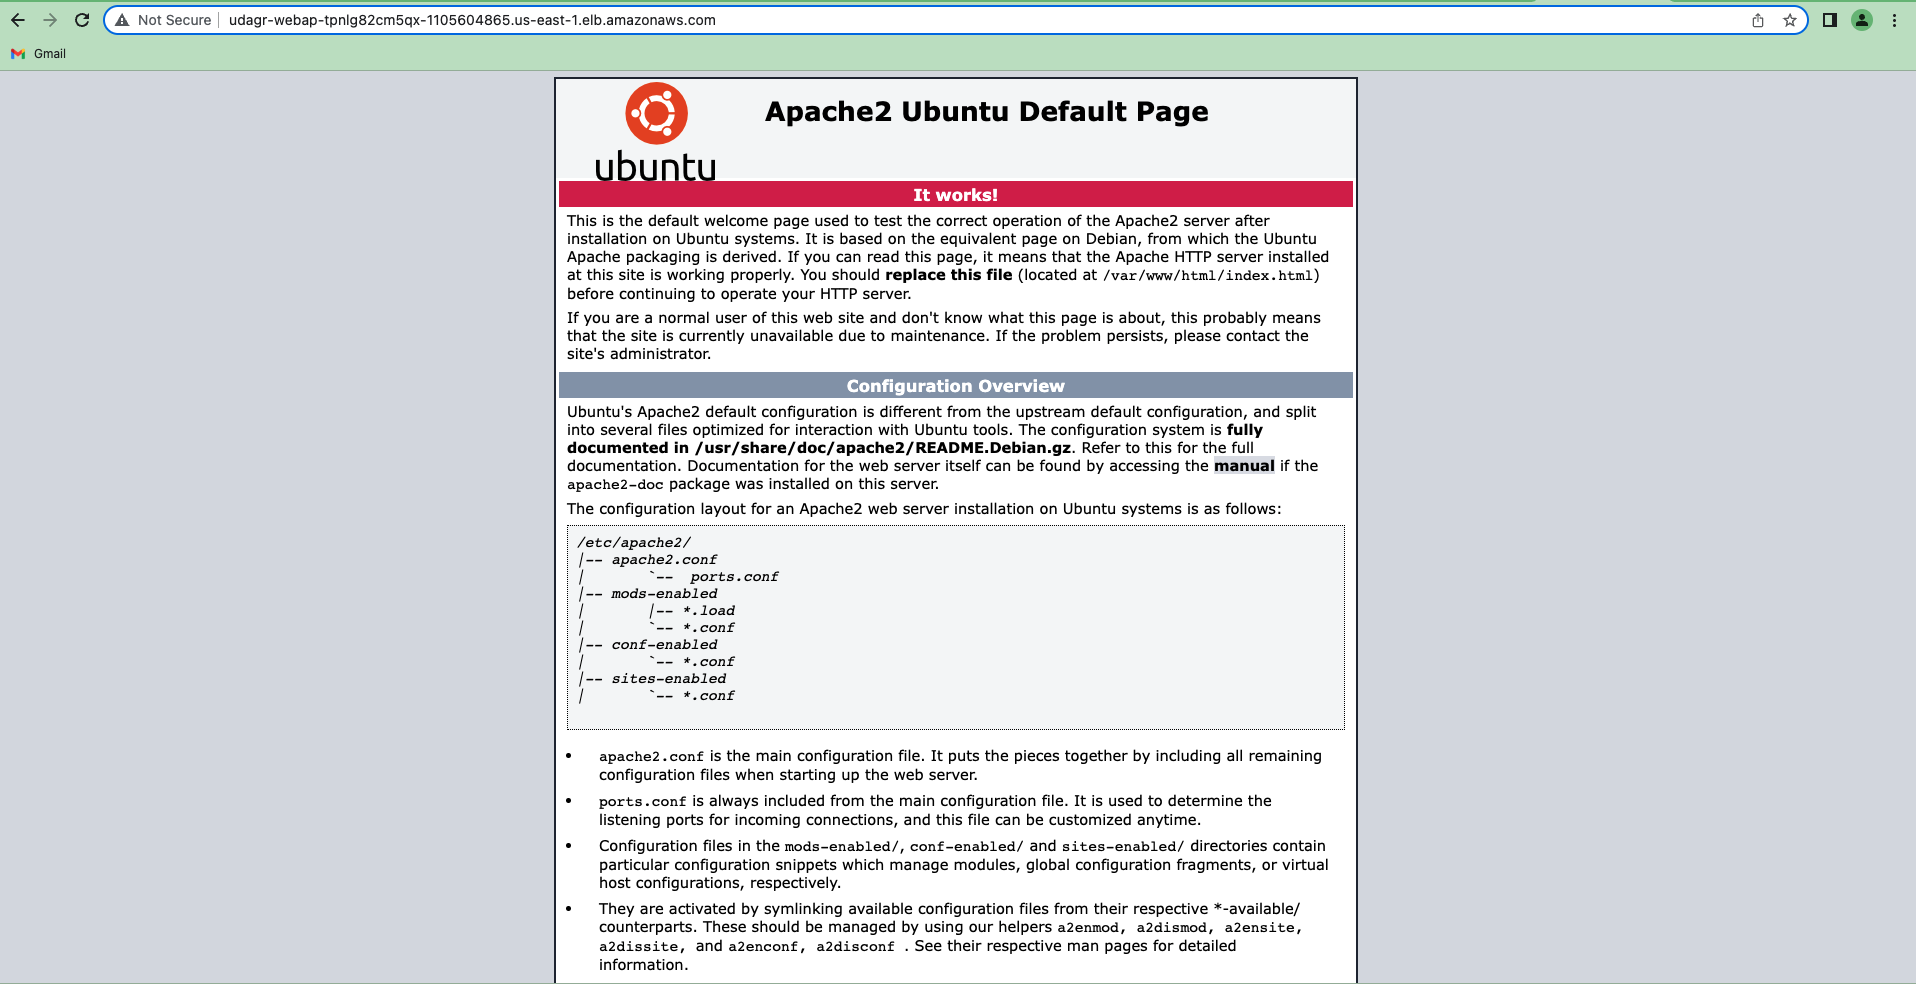 Not Secure udagr-webap-tpnlg82cm5qx-1105604865.us-east-1.elb.amazonaws.com
Gmail
ubuntu
Apache2 Ubuntu Default Page
It works!
This is the default welcome page used to test the correct operation of the Apache2 server after
installation on Ubuntu systems. It is based on the equivalent page on Debian, from which the Ubuntu
Apache packaging is derived. If you can read this page, it means that the Apache HTTP server installed
at this site is working properly. You should replace this file (located at /var/www/html/index.html)
before continuing to operate your HTTP server.
If you are a normal user of this web site and don't know what this page is about, this probably means
that the site is currently unavailable due to maintenance. If the problem persists, please contact the
site's administrator.
Configuration Overview
Ubuntu's Apache2 default configuration is different from the upstream default configuration, and split
into several files optimized for interaction with Ubuntu tools. The configuration system is fully
documented in /usr/share/doc/apache2/README.Debian.gz. Refer to this for the full
documentation. Documentation for the web server itself can be found by accessing the manual if the
apache2-doc package was installed on this server.
The configuration layout for an Apache2 web server installation on Ubuntu systems is as follows:
/etc/apache2/
|-- apache2.conf
|       `--  ports.conf
|-- mods-enabled
|       |-- *.load
|       `-- *.conf
|-- conf-enabled
|       `-- *.conf
|-- sites-enabled
|       `-- *.conf
• apache2.conf is the main configuration file. It puts the pieces together by including all remaining
configuration files when starting up the web server.
• ports.conf is always included from the main configuration file. It is used to determine the
listening ports for incoming connections, and this file can be customized anytime.
• Configuration files in the mods-enabled/, conf-enabled/ and sites-enabled/ directories contain
particular configuration snippets which manage modules, global configuration fragments, or virtual
host configurations, respectively.
• They are activated by symlinking available configuration files from their respective *-available/
counterparts. These should be managed by using our helpers a2enmod, a2dismod, a2ensite,
a2dissite, and a2enconf, a2disconf . See their respective man pages for detailed
information.